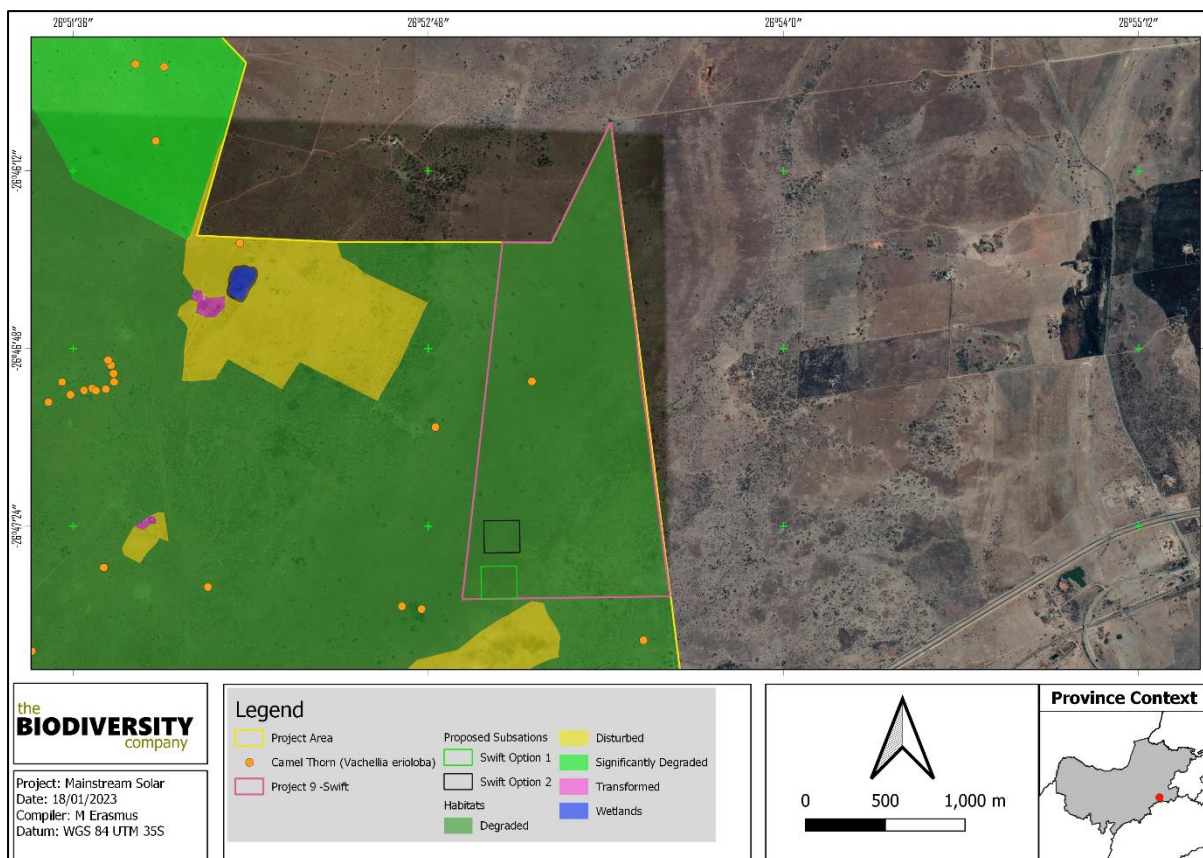 26°51'36"
26°52'48"
26°54'0"
26°55'12"
-26°46'12"
-26°46'48"
-26°47'24"
the
BIODIVERSITY
company
Project: Mainstream Solar
Date: 18/01/2023
Compiler: M Erasmus
Datum: WGS 84 UTM 35S
Legend
Project Area
Camel Thorn (Vachellia erioloba)
Project 9 -Swift
Proposed Subsations
Swift Option 1
Swift Option 2
Habitats
Degraded
Disturbed
Significantly Degraded
Transformed
Wetlands
0 500 1,000 m
Province Context